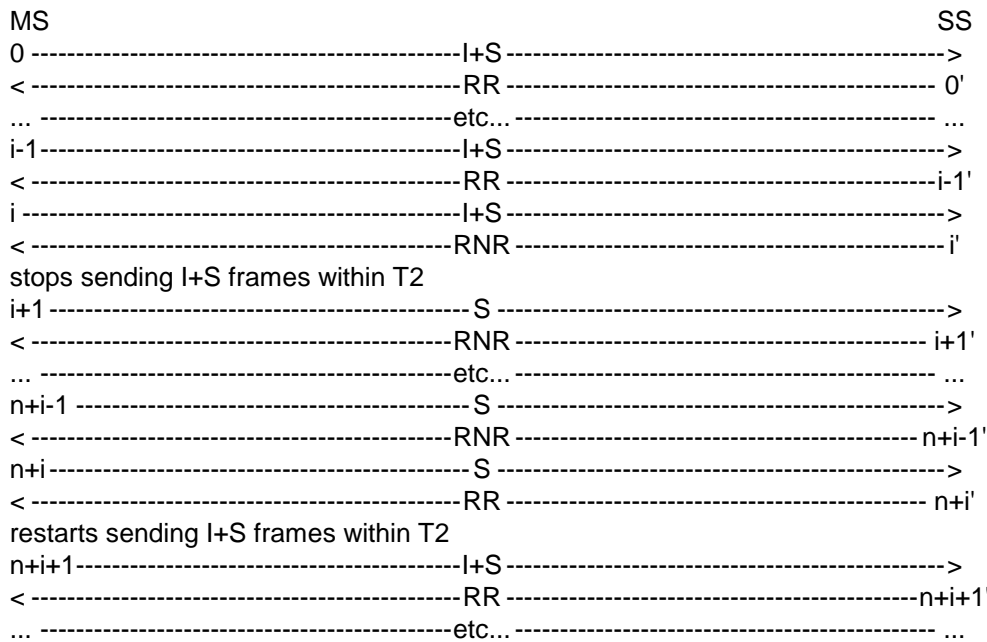 MS SS
0 ------------------------------------------------I+S ------------------------------------------------->
< ------------------------------------------------ RR ------------------------------------------------ 0'
... ----------------------------------------------etc... ----------------------------------------------- ...
i-1-----------------------------------------------I+S ------------------------------------------------->
< ------------------------------------------------ RR ------------------------------------------------i-1'
i -------------------------------------------------I+S ------------------------------------------------->
< -----------------------------------------------RNR ------------------------------------------------ i'
stops sending I+S frames within T2
i+1 ----------------------------------------------- S -------------------------------------------------->
< -----------------------------------------------RNR ---------------------------------------------- i+1'
... ----------------------------------------------etc... ----------------------------------------------- ...
n+i-1 -------------------------------------------- S -------------------------------------------------->
< -----------------------------------------------RNR --------------------------------------------- n+i-1'
n+i ----------------------------------------------- S -------------------------------------------------->
< ------------------------------------------------ RR ----------------------------------------------- n+i'
restarts sending I+S frames within T2
n+i+1-------------------------------------------I+S ------------------------------------------------->
< ------------------------------------------------ RR ----------------------------------------------n+i+1'
... ----------------------------------------------etc... ----------------------------------------------- ...